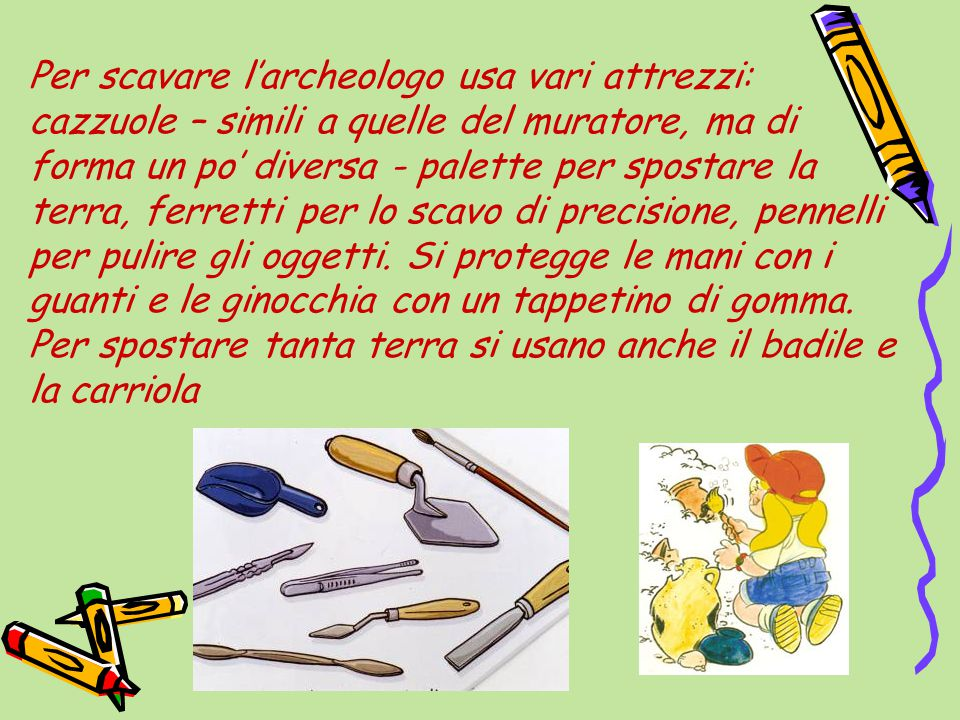 Per scavare l’archeologo usa vari attrezzi:
cazzuole – simili a quelle del muratore, ma di
forma un po’ diversa - palette per spostare la
terra, ferretti per lo scavo di precisione, pennelli
per pulire gli oggetti. Si protegge le mani con i
guanti e le ginocchia con un tappetino di gomma.
Per spostare tanta terra si usano anche il badile e
la carriola